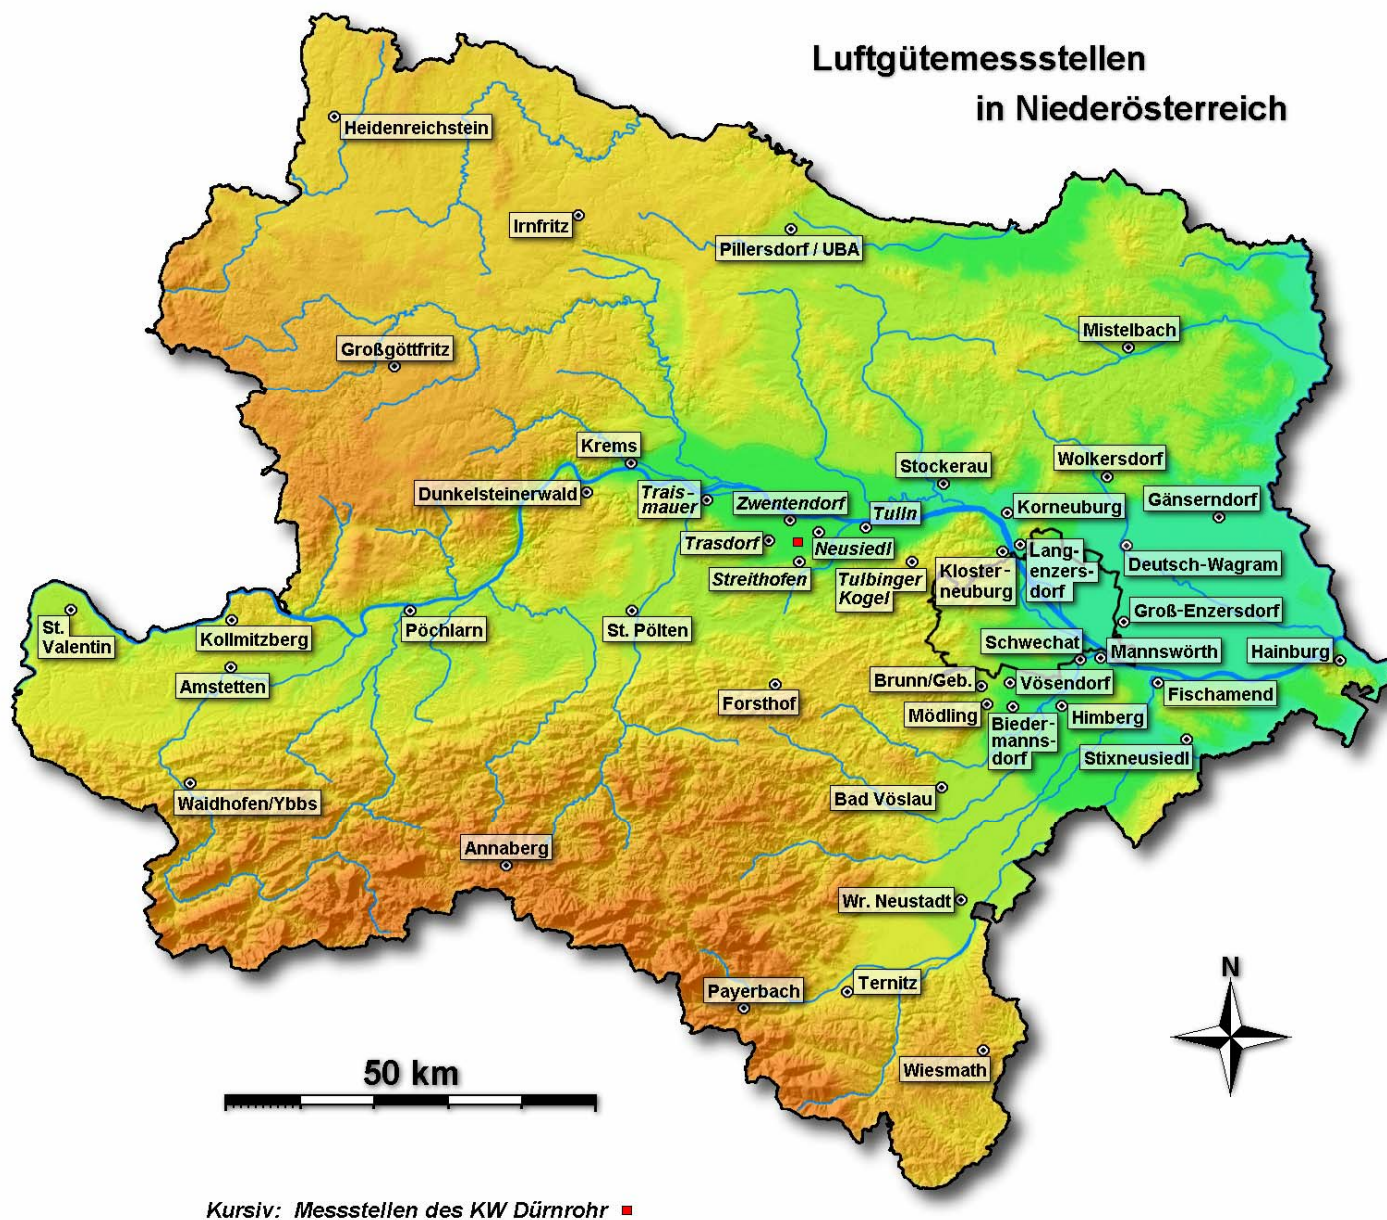 Luftgütemessstellen
in Niederösterreich
Heidenreichstein
Irnfritz
Pillersdorf / UBA
Mistelbach
Großgöttfritz
Krems
Stockerau
Wolkersdorf
Dunkelsteinerwald
Trais-
mauer
Zwentendorf
Tulln
Korneuburg
Gänserndorf
Trasdorf
Neusiedl
Streithofen
Tulbinger
Kogel
Kloster-
neuburg
Lang-
enzers-
dorf
Deutsch-Wagram
St.
Valentin
Kollmitzberg
Pöchlarn
St. Pölten
Groß-Enzersdorf
Schwechat
Mannswörth
Hainburg
Amstetten
Forsthof
Brunn/Geb.
Vösendorf
Fischamend
Mödling
Bieder-
manns-
dorf
Himberg
Stixneusiedl
Waidhofen/Ybbs
Bad Vöslau
Annaberg
Wr. Neustadt
Payerbach
Ternitz
N
Wiesmath
50 km
Kursiv: Messstellen des KW Dürnrohr